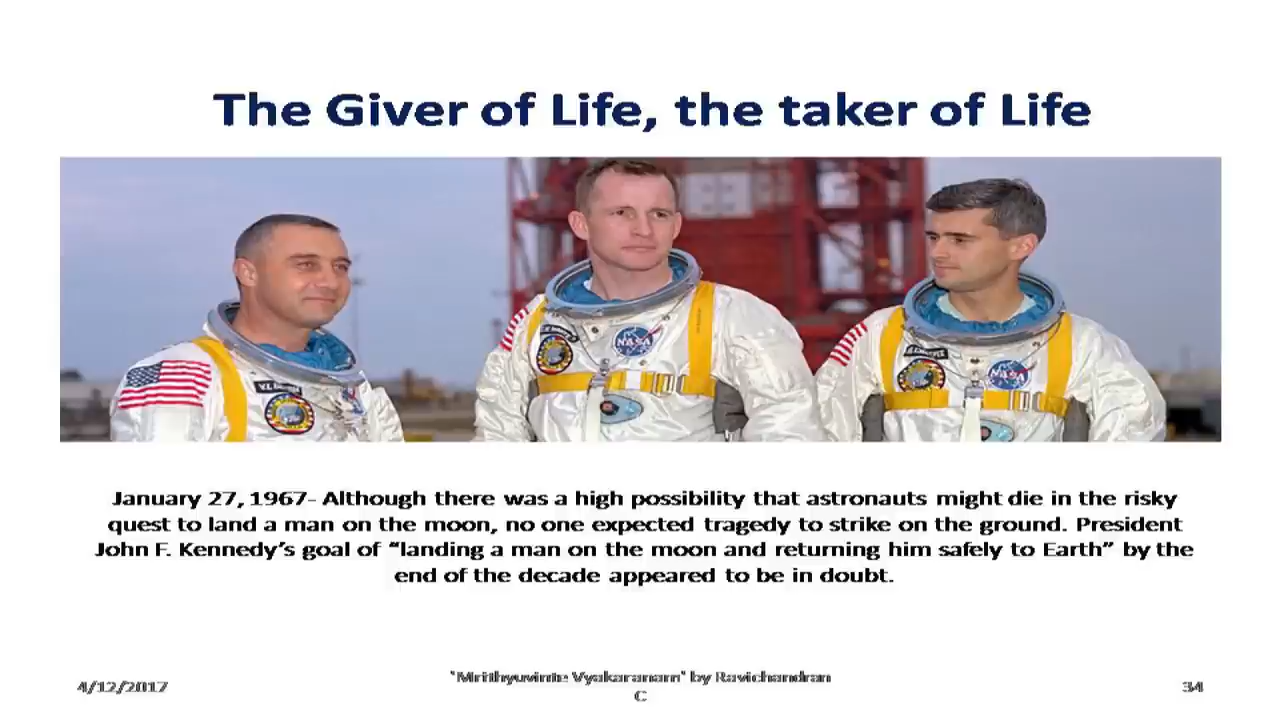 The Giver of Life, the taker of Life
NASA
NASA
January 27, 1967- Although there was a high possibility that astronauts might die in the risky
quest to land a man on the moon, no one expected tragedy to strike on the ground. President
John F. Kennedy’s goal of “landing a man on the moon and returning him safely to Earth” by the
end of the decade appeared to be in doubt.
4/12/2017
"Mrithyuvinte Vyakaranam" by Ravichandran
C
34